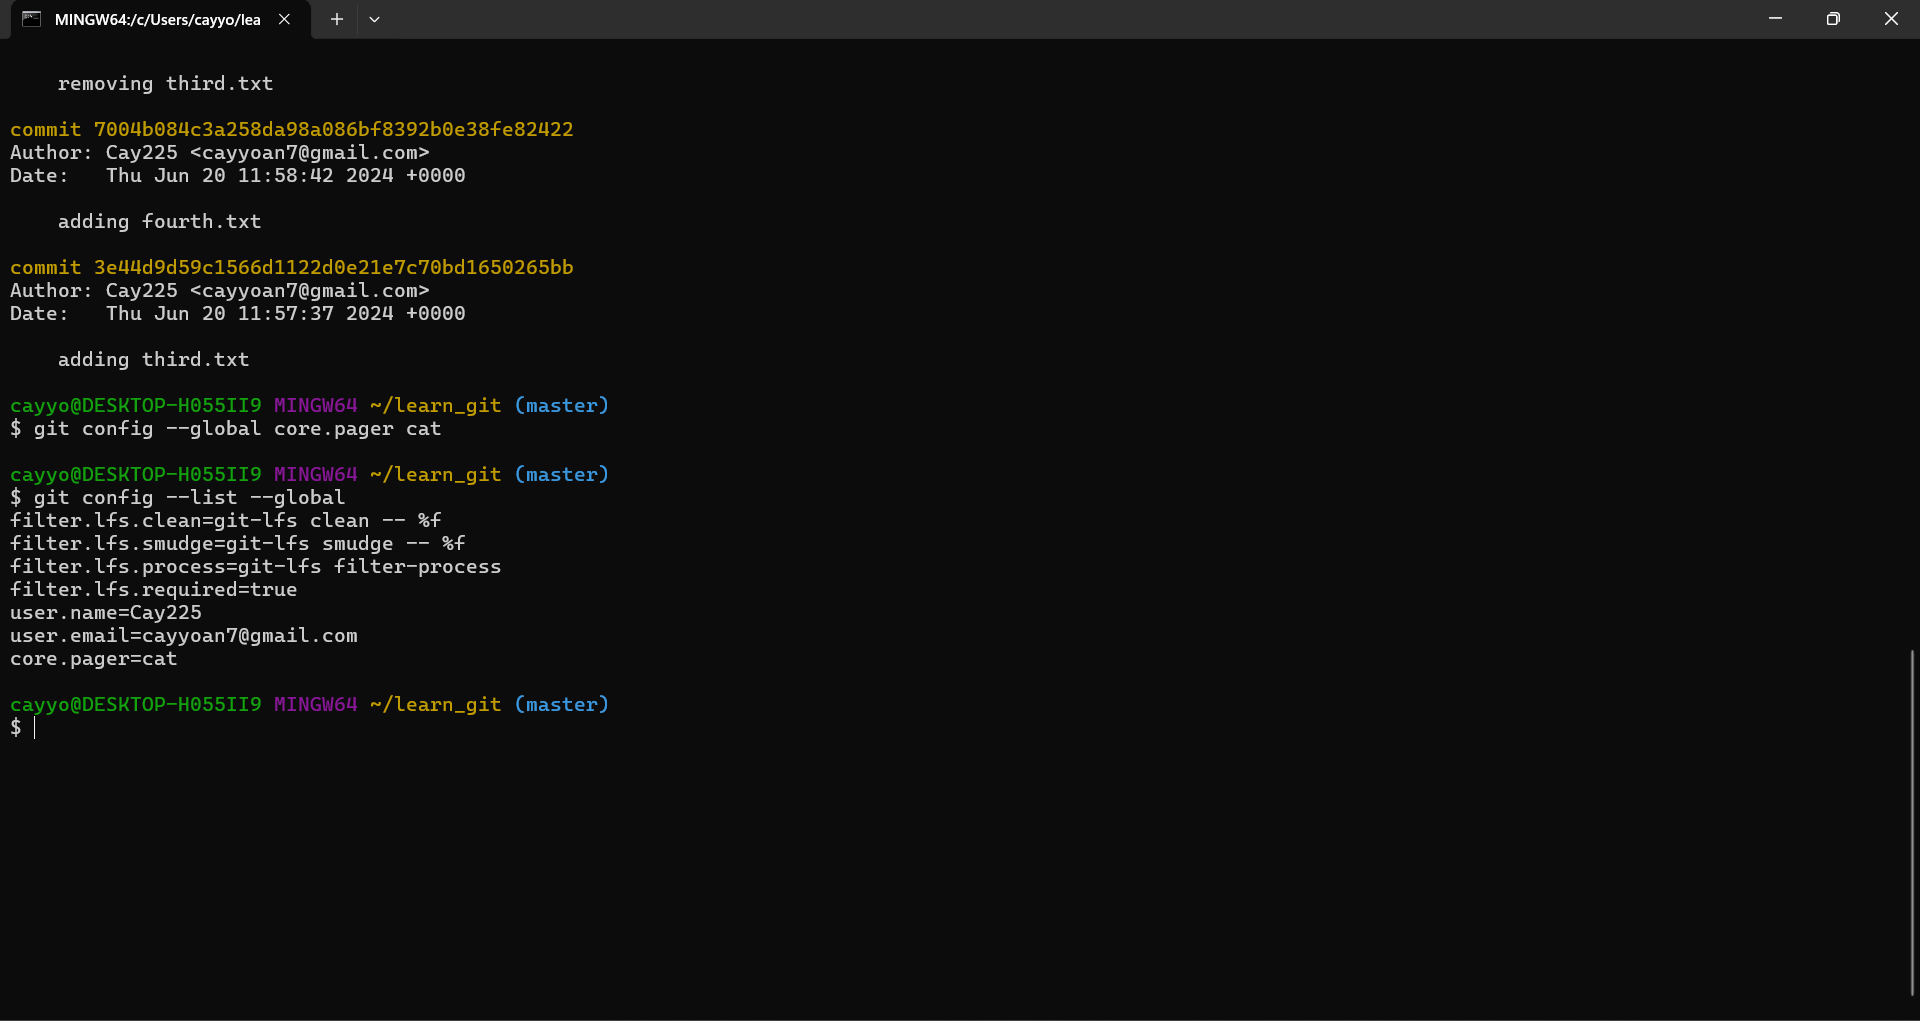 MINGW64:/c/Users/cayyo/lea
removing third.txt
commit 7004b084c3a258da98a086bf8392b0e38fe82422
Author: Cay225 <cayyoan7@gmail.com>
Date:   Thu Jun 20 11:58:42 2024 +0000
adding fourth.txt
commit 3e44d9d59c1566d1122d0e21e7c70bd1650265bb
Author: Cay225 <cayyoan7@gmail.com>
Date:   Thu Jun 20 11:57:37 2024 +0000
adding third.txt
cayyo@DESKTOP-H055II9 MINGW64 ~/learn_git (master)
$ git config --global core.pager cat
cayyo@DESKTOP-H055II9 MINGW64 ~/learn_git (master)
$ git config --list --global
filter.lfs.clean=git-lfs clean -- %f
filter.lfs.smudge=git-lfs smudge -- %f
filter.lfs.process=git-lfs filter-process
filter.lfs.required=true
user.name=Cay225
user.email=cayyoan7@gmail.com
core.pager=cat
cayyo@DESKTOP-H055II9 MINGW64 ~/learn_git (master)
$